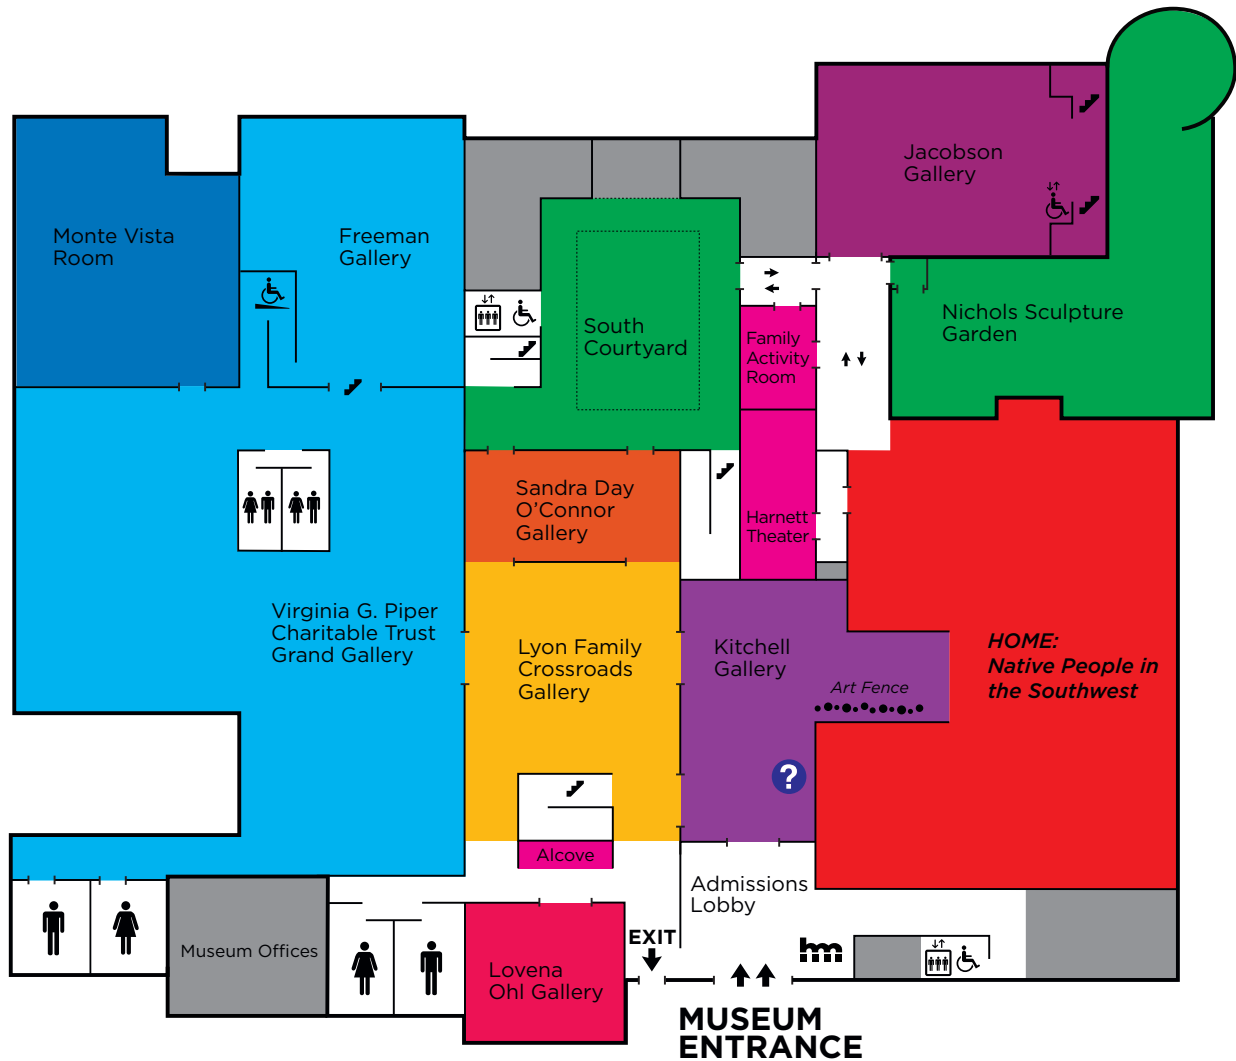 Jacobson
Gallery
Monte Vista
Room
Freeman
Gallery
South
Courtyard
Nichols Sculpture
Garden
Family
Activity
Room
Sandra Day
O’Connor
Gallery
Harnett
Theater
Virginia G. Piper
Charitable Trust
Grand Gallery
Lyon Family
Crossroads
Gallery
Kitchell
Gallery
Art Fence
HOME:
Native People in
the Southwest
?
Alcove
Admissions
Lobby
Museum Offices
EXIT
hm
Lovena
Ohl Gallery
MUSEUM
ENTRANCE